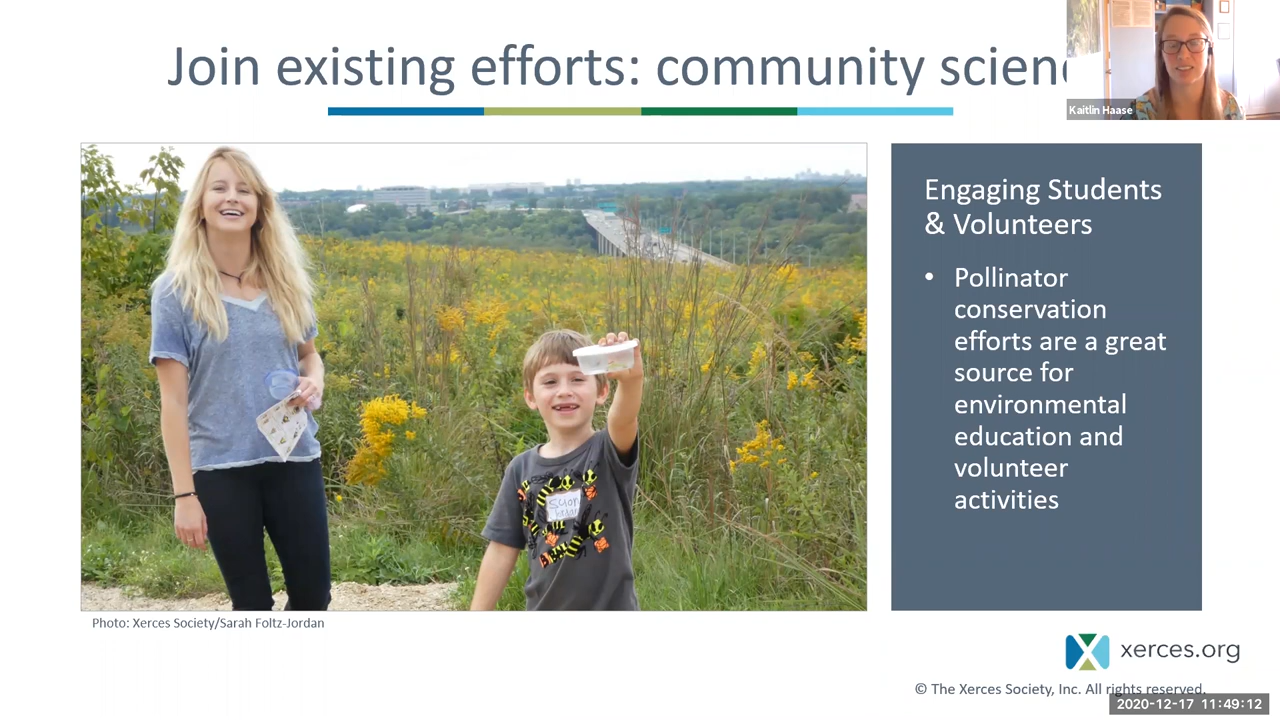 Join existing efforts: community scien
Kaitlin Haase
Engaging Students
& Volunteers
• Pollinator
conservation
efforts are a great
source for
environmental
education and
volunteer
activities
Photo: Xerces Society/Sarah Foltz-Jordan
xerces.org
© The Xerces Society, Inc. All rights reserved.
2020-12-17 11:49:12